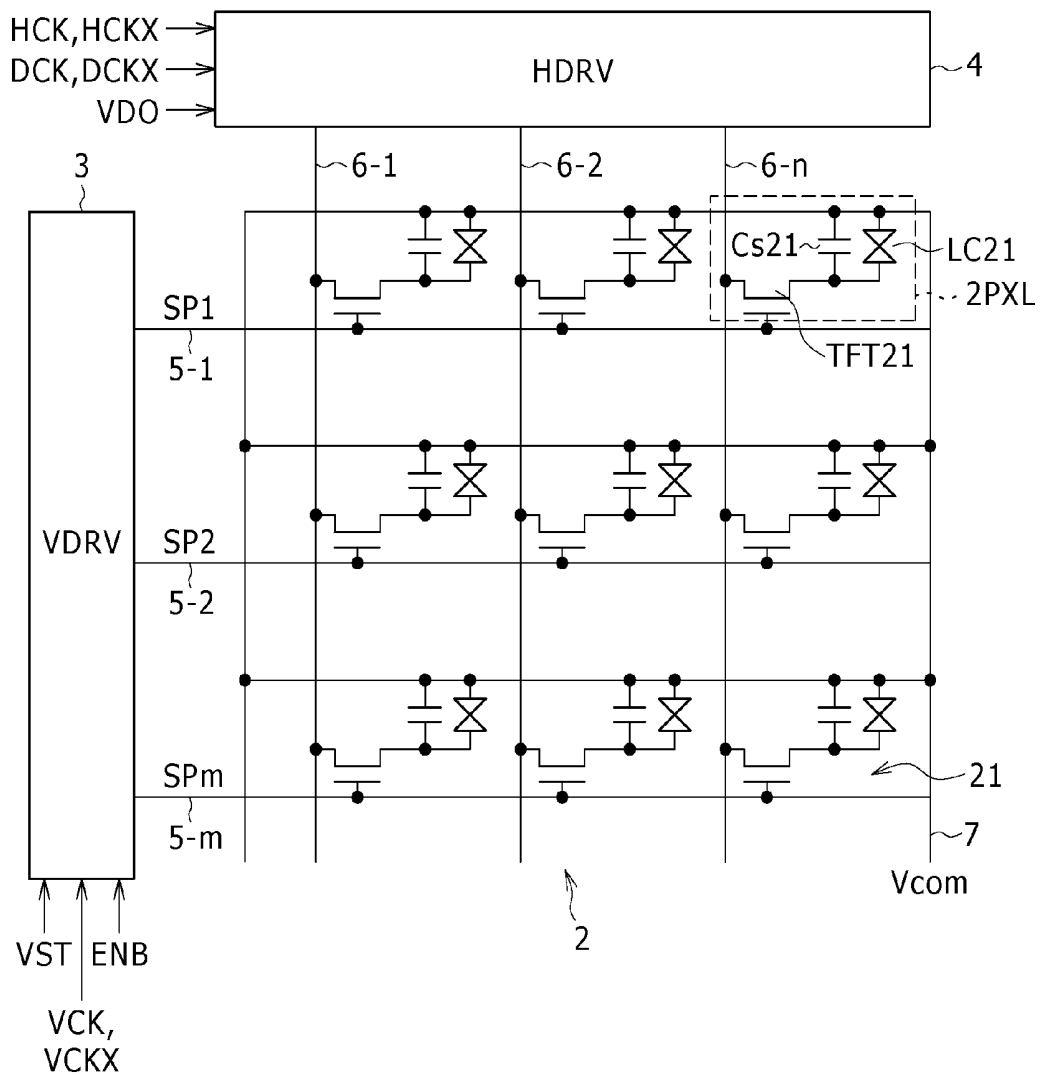 HCK,HCKX
DCK,DCKX
VDO
HDRV
4
3
6-1
6-2
6-n
Cs21
LC21
2PXL
SP1
5-1
TFT21
VDRV
SP2
5-2
SPm
5-m
21
7
Vcom
2
VST
ENB
VCK,
VCKX